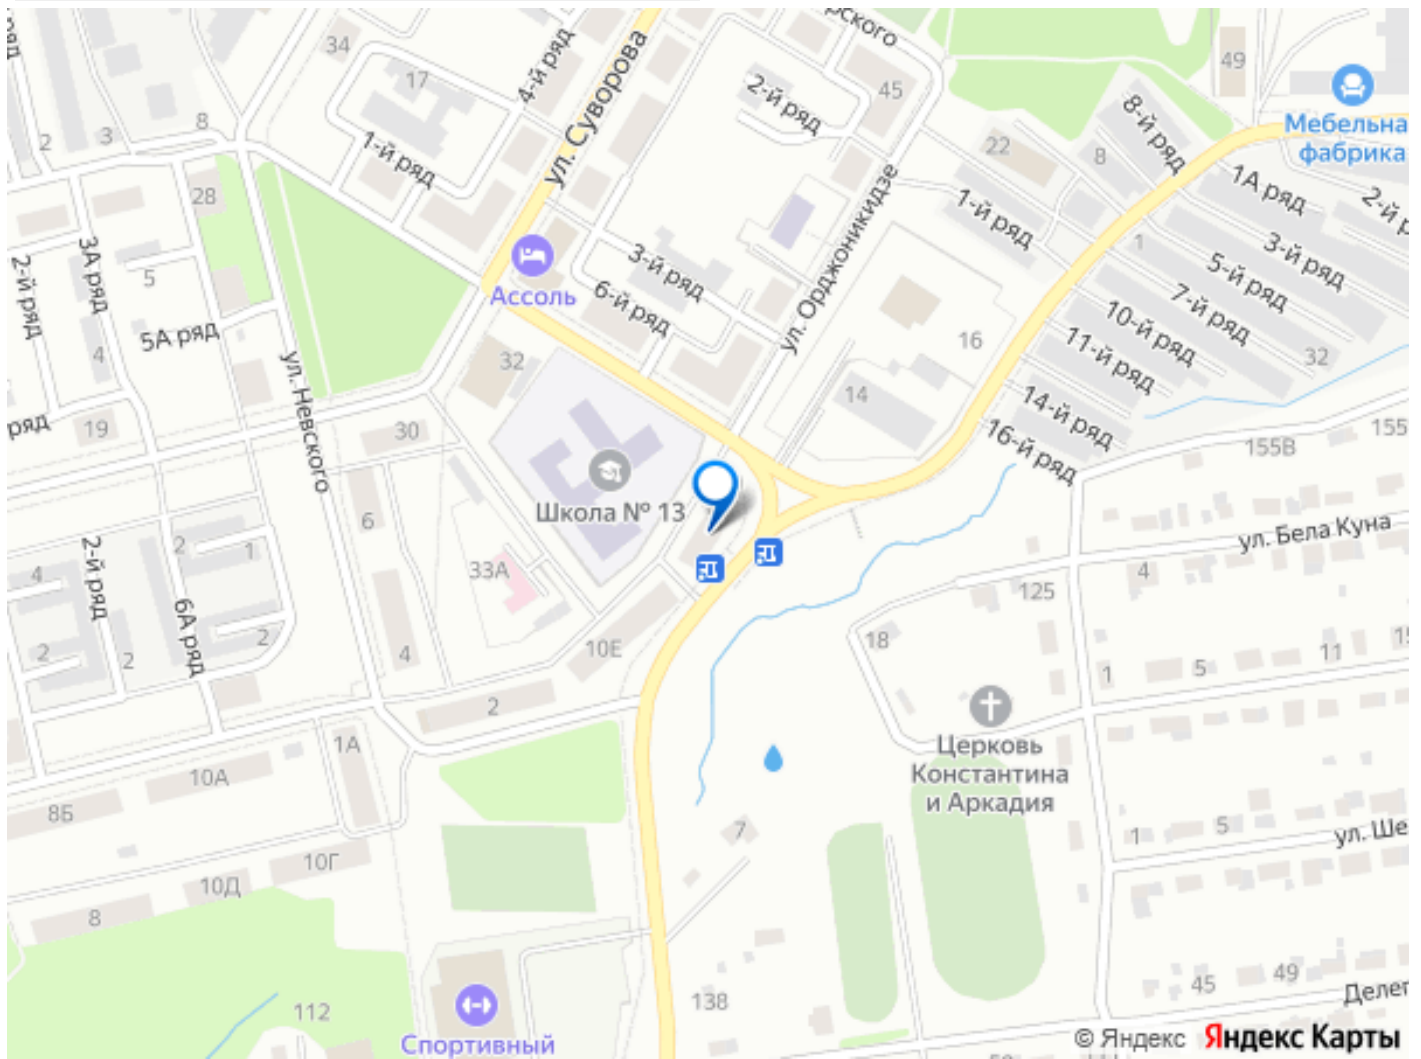 рского
34
17
4-й ряд
ул. Суворова
2-й ряд
45
49
Мебельна
фабрика
8-й ряд
22
8
2
3
8
ряд
1-й ряд
28
1-й ряд
1А ряд
2-й р
3А ряд
2-й ряд
5
5А ряд
4
Ассоль
3-й ряд
6-й ряд
ул. Орджоникидзе
1
3-й ряд
5-й ряд
7-й ряд
10-й ряд
11-й ряд
32
16
14
14-й ряд
16-й ряд
32
ул. Невского
ряд
19
30
155В
155
Школа № 13
6
33А
2
1
4
2-й ряд
6А ряд
2
2
2
4
10Е
2
ул. Бела Куна
4
125
18
1
5
11
15
Церковь
Константина
и Аркадия
1А
10А
8Б
10Г
10Д
8
7
1
5
ул. Ше
138
112
Спортивный
45
49
Делег
© Яндекс Яндекс Карты